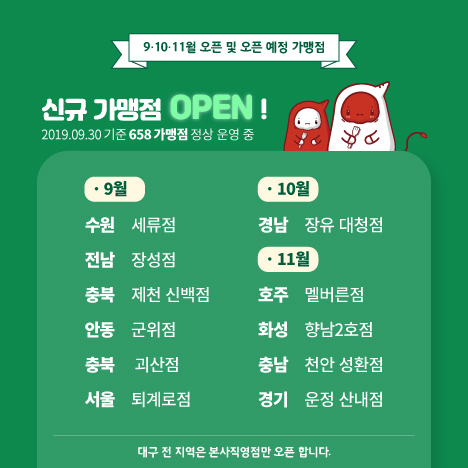 9·10·11월 오픈 및 오픈 예정 가맹점
신규 가맹점 OPEN !
2019.09.30 기준 658 가맹점 정상 운영 중
· 9월
수원 세류점
전남 장성점
충북 제천 신백점
안동 군위점
충북 괴산점
서울 퇴계로점
· 10월
경남 장유 대청점
· 11월
호주 멜버른점
화성 향남2호점
충남 천안 성환점
경기 운정 산내점
대구 전 지역은 본사직영점만 오픈 합니다.